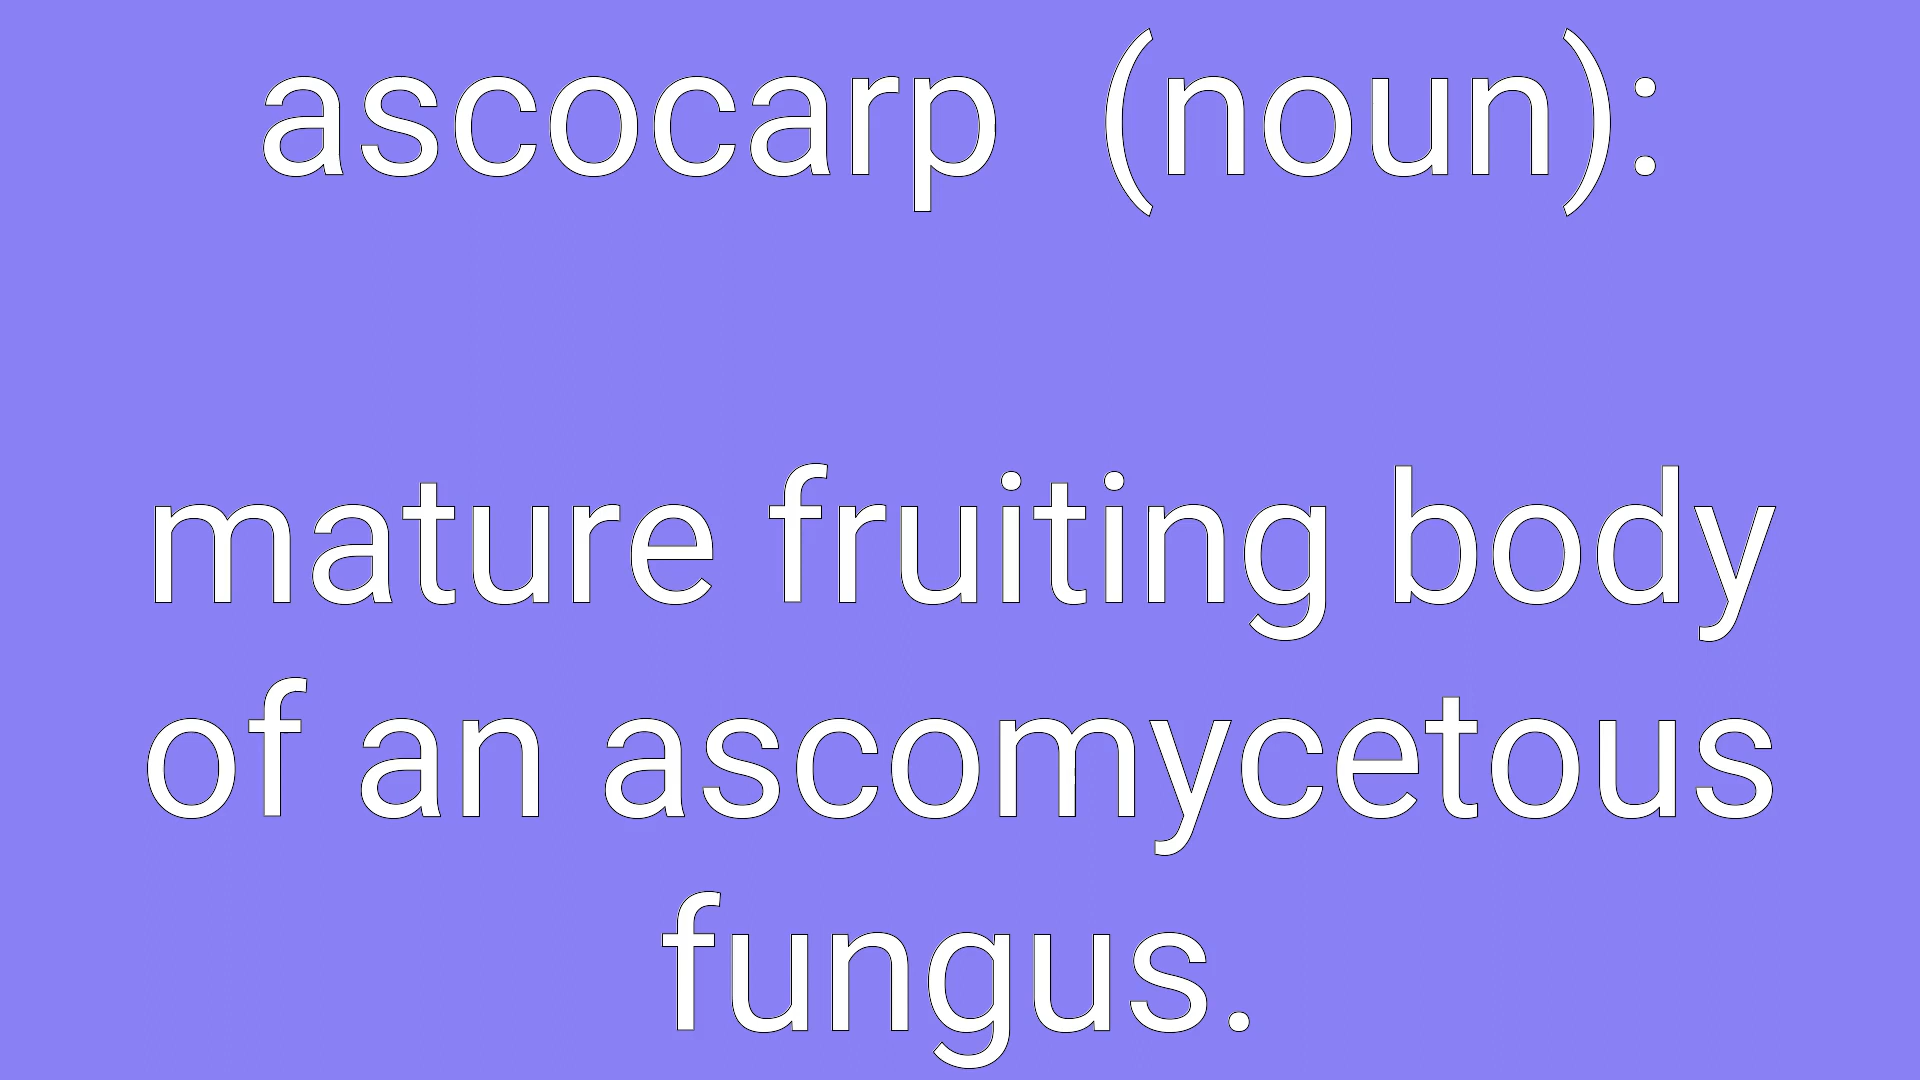 ascocarp  (noun):
mature fruiting body
of an ascomycetous
fungus.